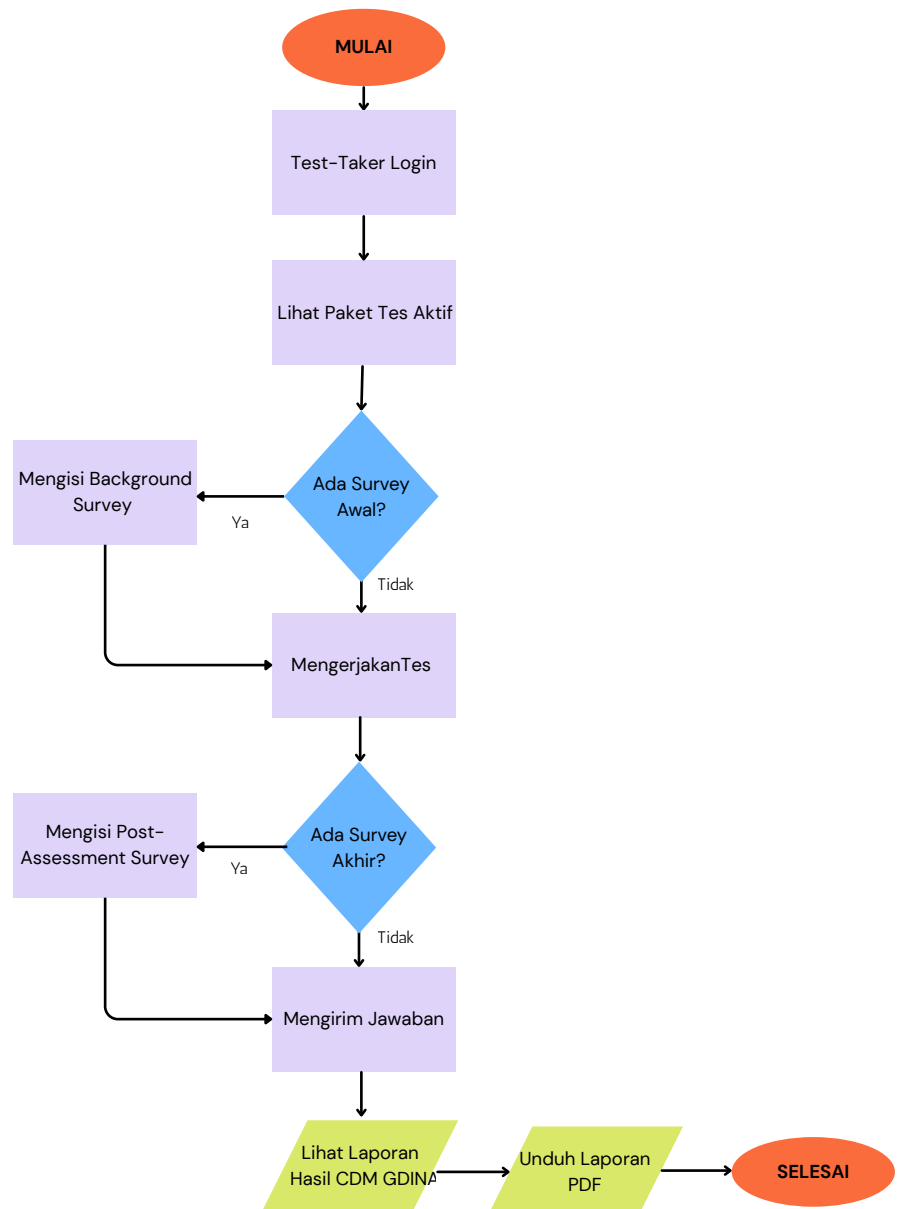 MULAI
Test-Taker Login
Lihat Paket Tes Aktif
Ada Survey
Awal?
Mengisi Background
Survey
Ya
Tidak
MengerjakanTes
Ada Survey
Akhir?
Mengisi Post-
Assessment Survey
Ya
Tidak
Mengirim Jawaban
Lihat Laporan
Hasil CDM GDINA
Unduh Laporan
PDF
SELESAI